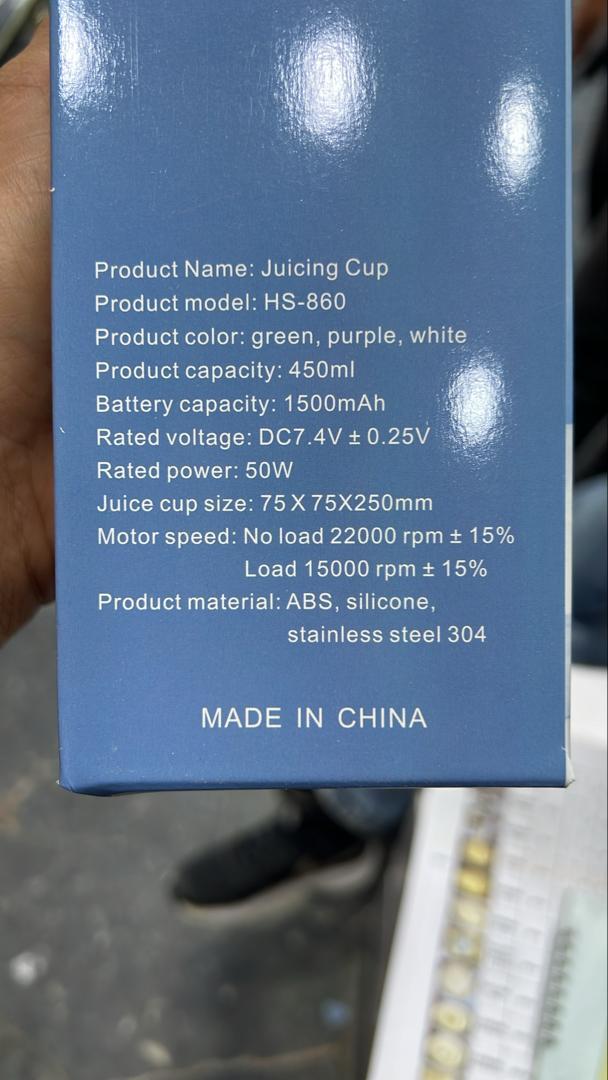 Product Name: Juicing Cup
Product model: HS-860
Product color: green, purple, white
Product capacity: 450ml
Battery capacity: 1500mAh
Rated voltage: DC7.4V ± 0.25V
Rated power: 50W
Juice cup size: 75 X 75X250mm
Motor speed: No load 22000 rpm ± 15%
Load 15000 rpm ± 15%
Product material: ABS, silicone,
stainless steel 304
MADE IN CHINA